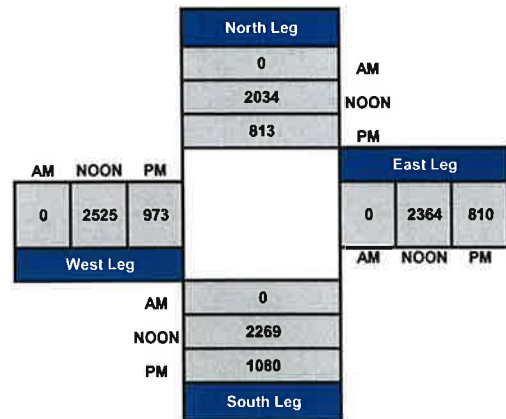 North Leg
0 AM
2034 NOON
813 PM
AM NOON PM
East Leg
0 2525 973
0 2364 810
West Leg
AM NOON PM
AM 0
NOON 2269
PM 1080
South Leg